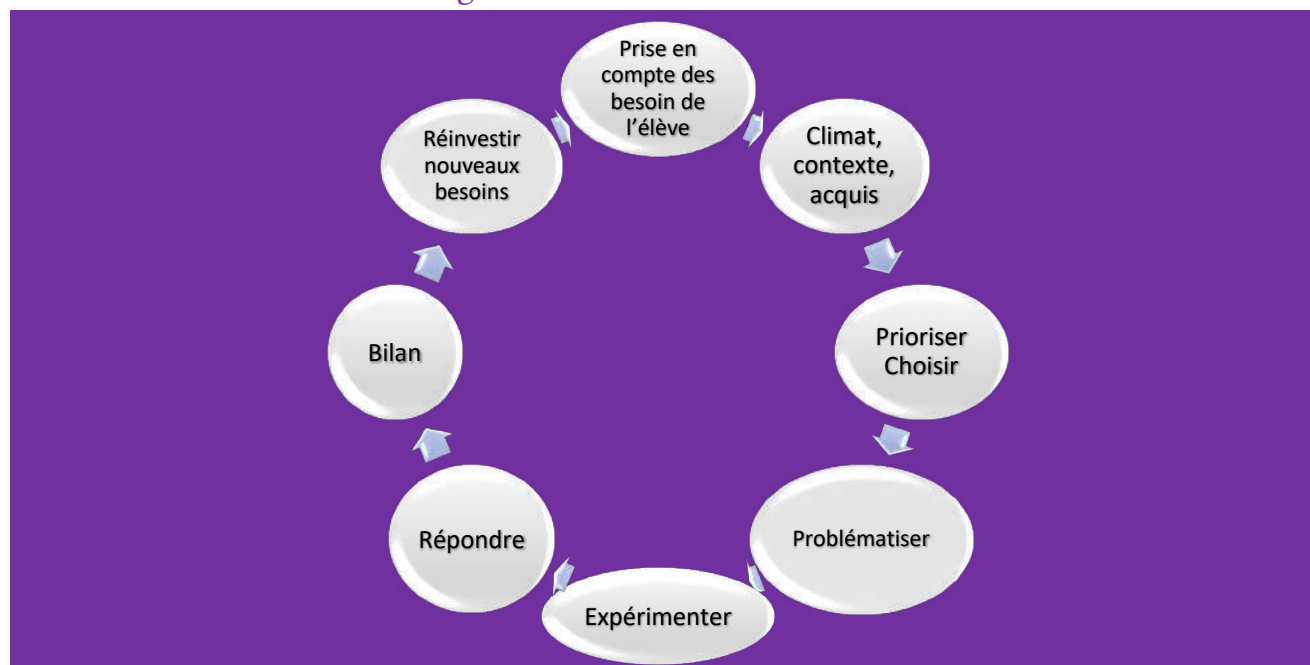 Prise en
compte des
besoin de
l'élève
Climat,
contexte,
acquis
Prioriser
Choisir
Problématiser
Expérimenter
Répondre
Bilan
Réinvestir
nouveaux
besoins